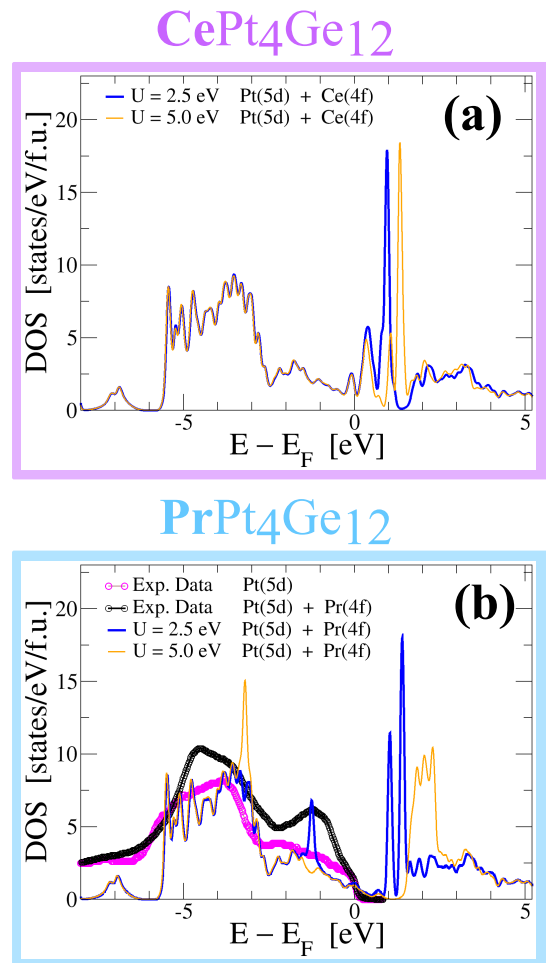 CePt4Ge12
U = 2.5 eV Pt(5d) + Ce(4f)
U = 5.0 eV Pt(5d) + Ce(4f)
(a)
DOS [states/eV/f.u.]
20
15
10
5
0
-5 0 5
E − EF [eV]
PrPt4Ge12
Exp. Data Pt(5d)
Exp. Data Pt(5d) + Pr(4f)
U = 2.5 eV Pt(5d) + Pr(4f)
U = 5.0 eV Pt(5d) + Pr(4f)
(b)
DOS [states/eV/f.u.]
20
15
10
5
0
-5 0 5
E − EF [eV]